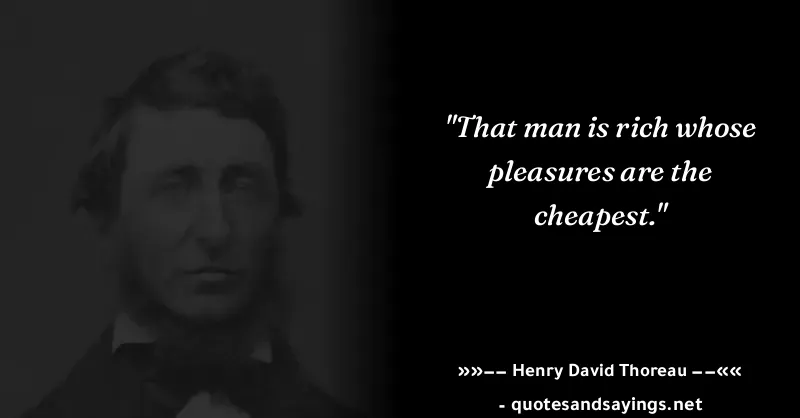 "That man is rich whose
pleasures are the
cheapest."
»»−− Henry David Thoreau −−««
- quotesandsayings.net